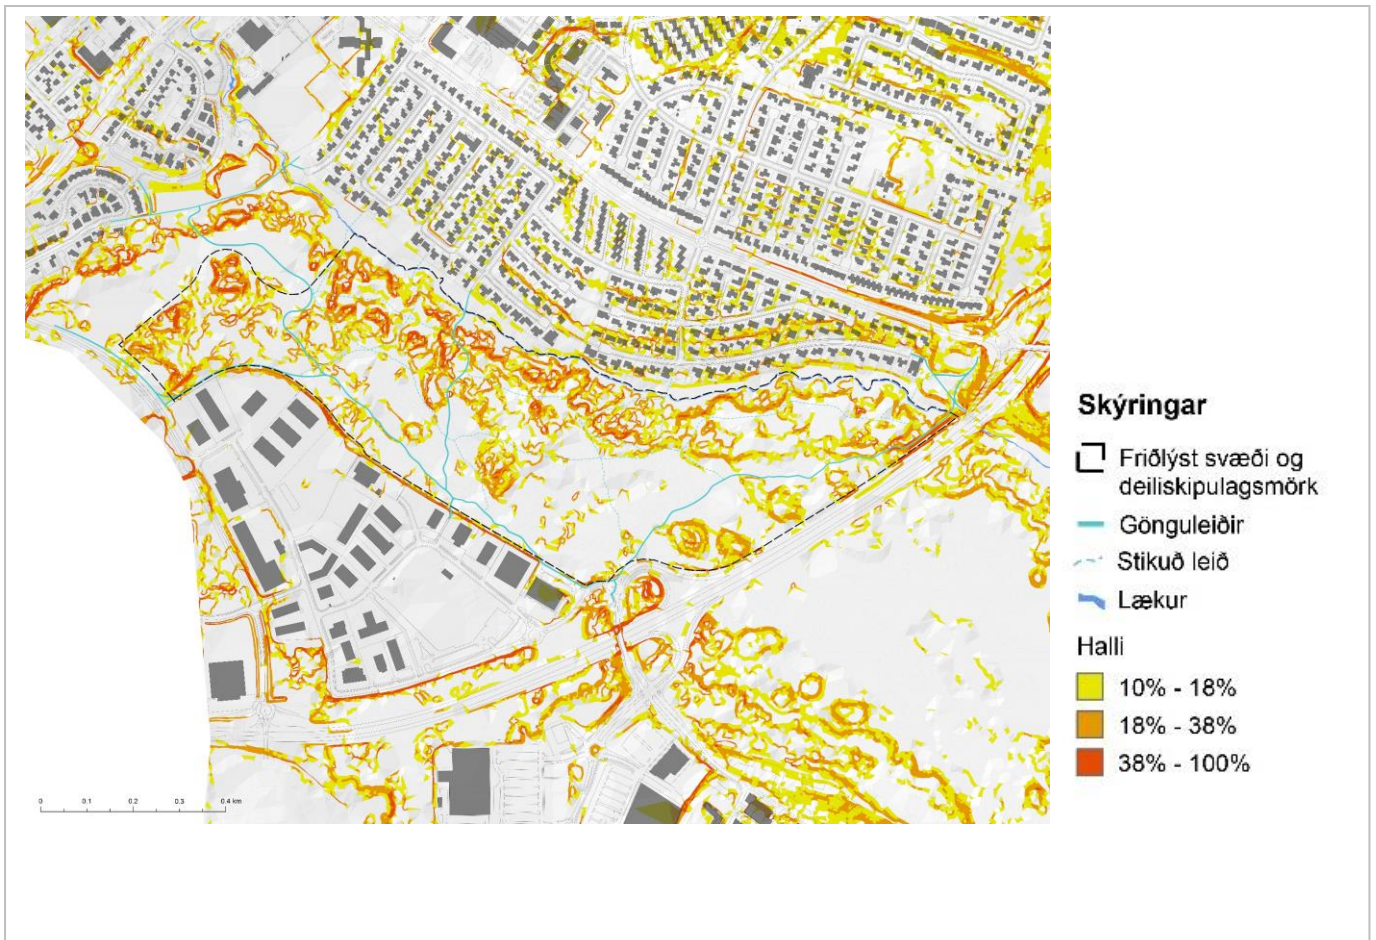 Skýringar
Friðlýst svæði og
deiliskipulagsmörk
Gönguleiðir
Stikuð leið
Lækur
Halli
10% - 18%
18% - 38%
38% - 100%
0 0.1 0.2 0.3 0.4 km